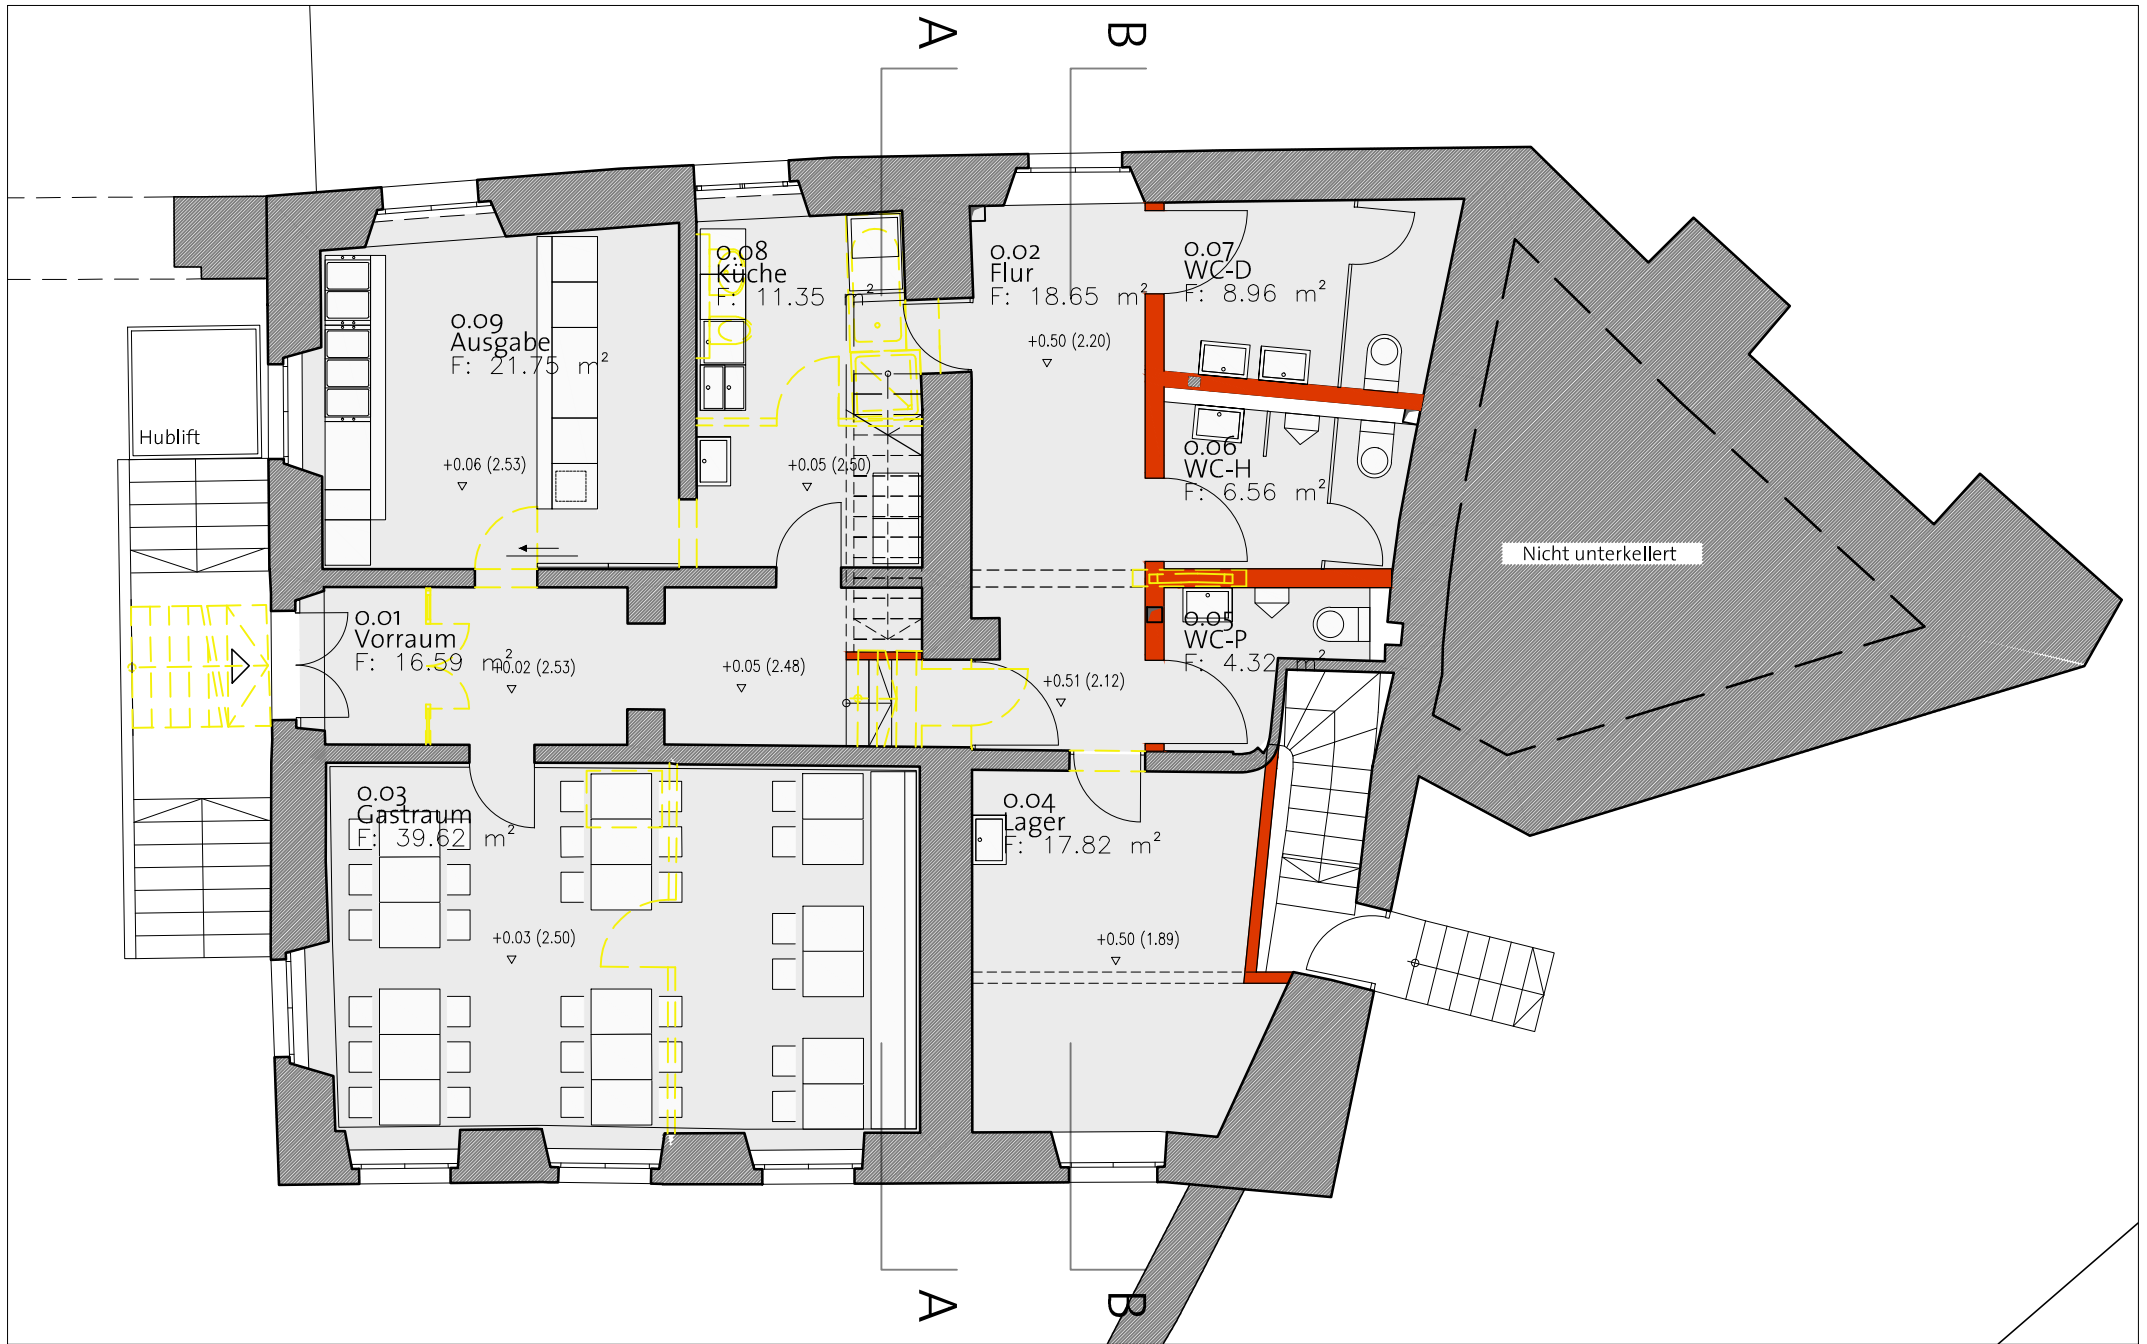 A
B
0.08
Küche
F: 11.35 m²
0.02
Flur
F: 18.65 m²
0.07
WC-D
F: 8.96 m²
0.09
Ausgabe
F: 21.75 m²
+0.50 (2.20)
Hublift
+0.06 (2.53)
+0.05 (2.50)
0.06
WC-H
F: 6.56 m²
Nicht unterkellert
0.01
Vorraum
F: 16.59 m²
+0.02 (2.53)
+0.05 (2.48)
+0.51 (2.12)
0.05
WC-P
F: 4.32 m²
0.03
Gastraum
F: 39.62 m²
0.04
Lager
F: 17.82 m²
+0.03 (2.50)
+0.50 (1.89)
A
B